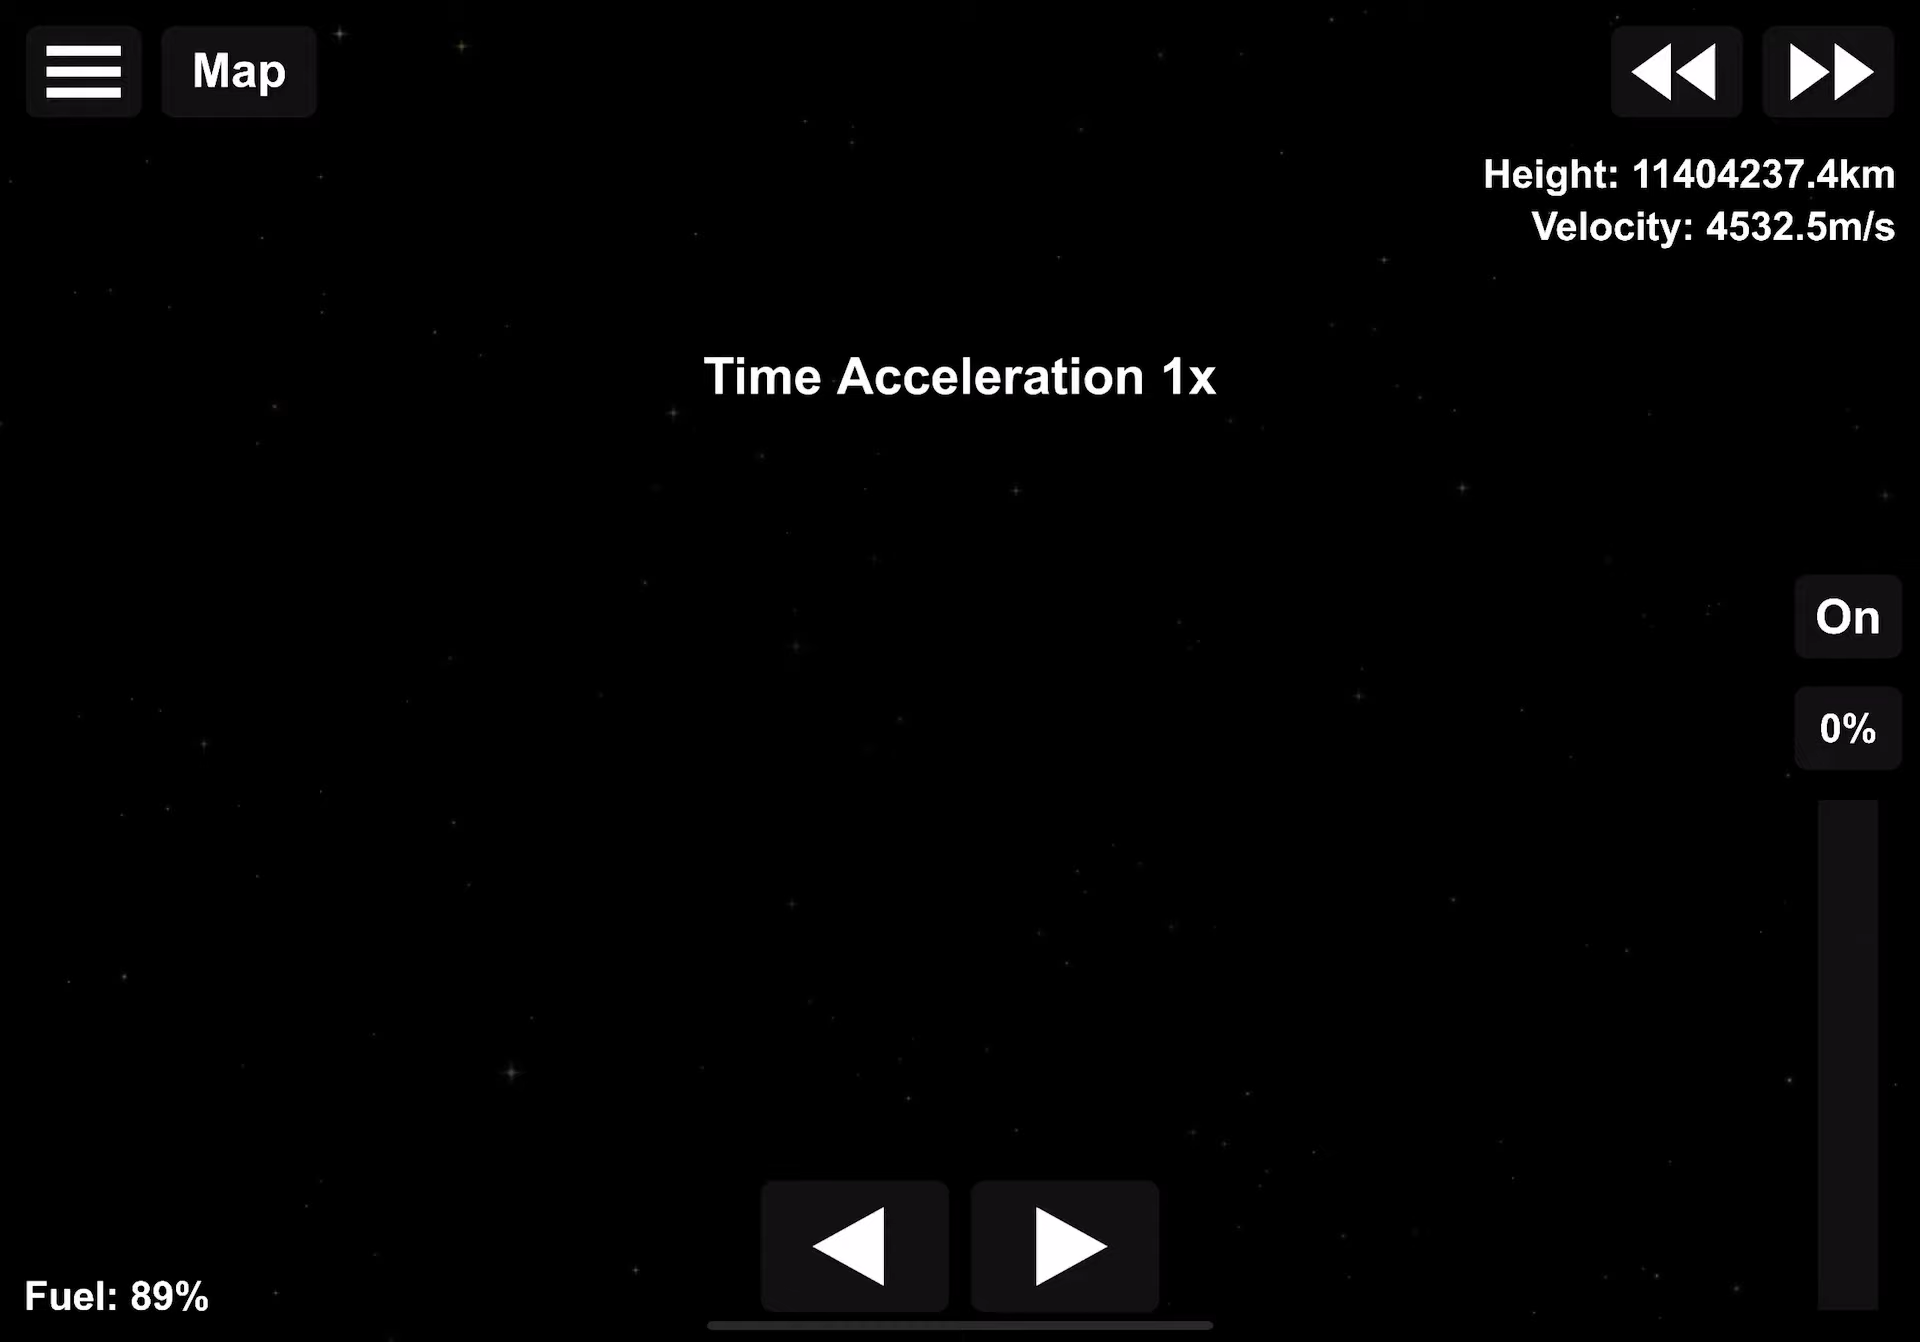 Map
Height: 11404237.4km
Velocity: 4532.5m/s
Time Acceleration 1x
On
0%
Fuel: 89%